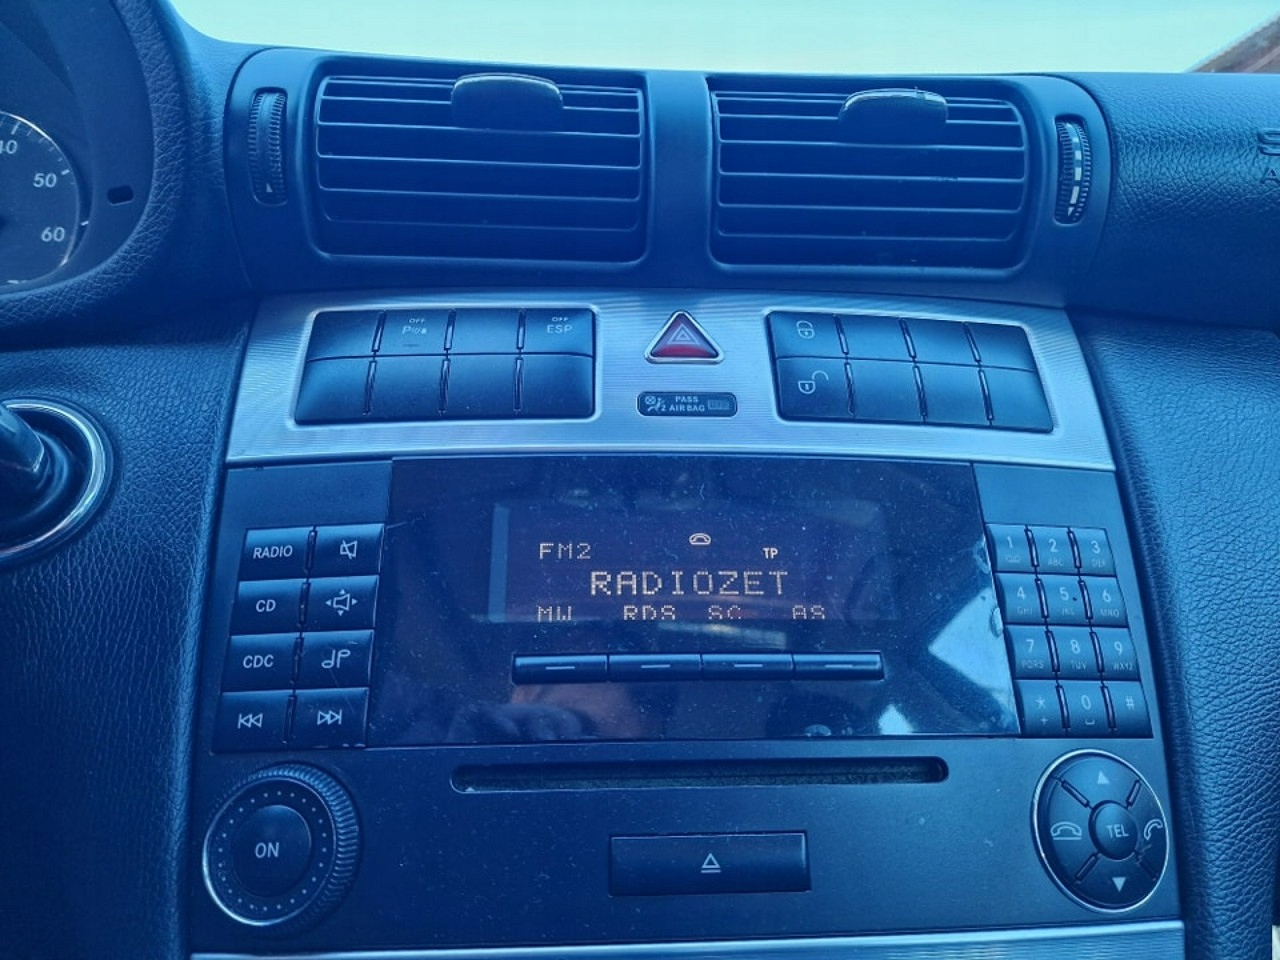 40
50
60
OFF
P
OFF
ESP
PASS
2 AIR BAG OFF
RADIO
CD
CDC
FM2
TP
RADIOZET
MW RDS SC AS
1 2 ABC 3 DEF
4 GHI 5 JKL 6 MNO
7 PQRS 8 TUV 9 WXYZ
* + 0 #
ON
TEL